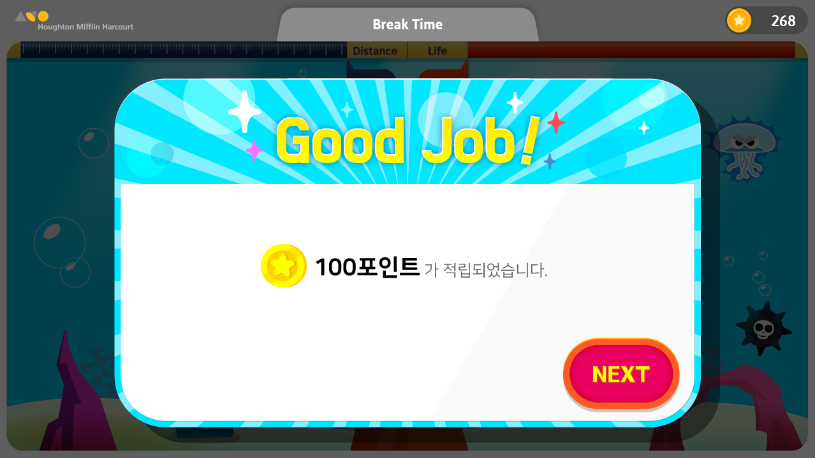 Houghton Mifflin Harcourt
Break Time
268
Distance
Life
Good Job!
100포인트 가 적립되었습니다.
NEXT